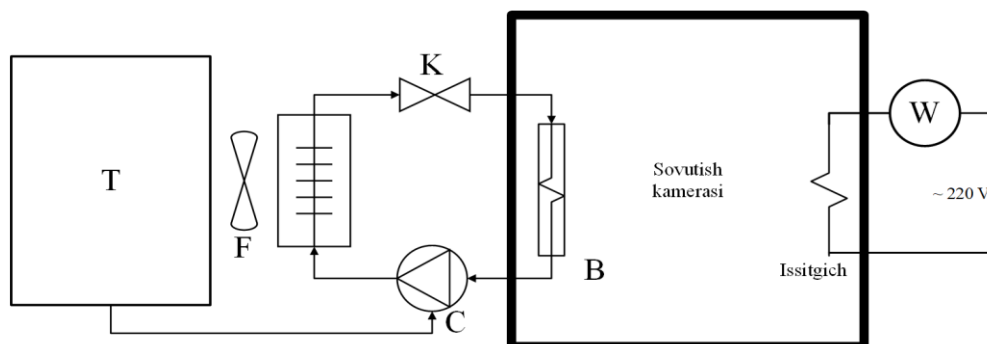 K
W
T
Sovutish
kamerasi
~ 220 V
F
B
Issitgich
C